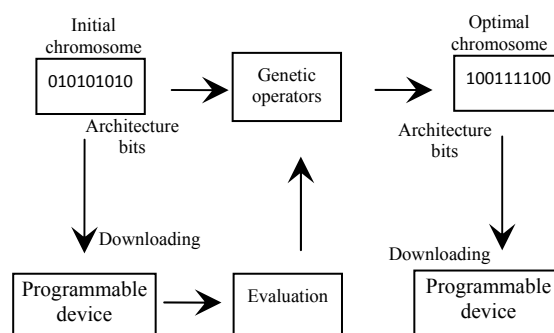 Initial
chromosome
010101010
Architecture
bits
Genetic
operators
Optimal
chromosome
100111100
Architecture
bits
Downloading
Downloading
Programmable
device
Evaluation
Programmable
device